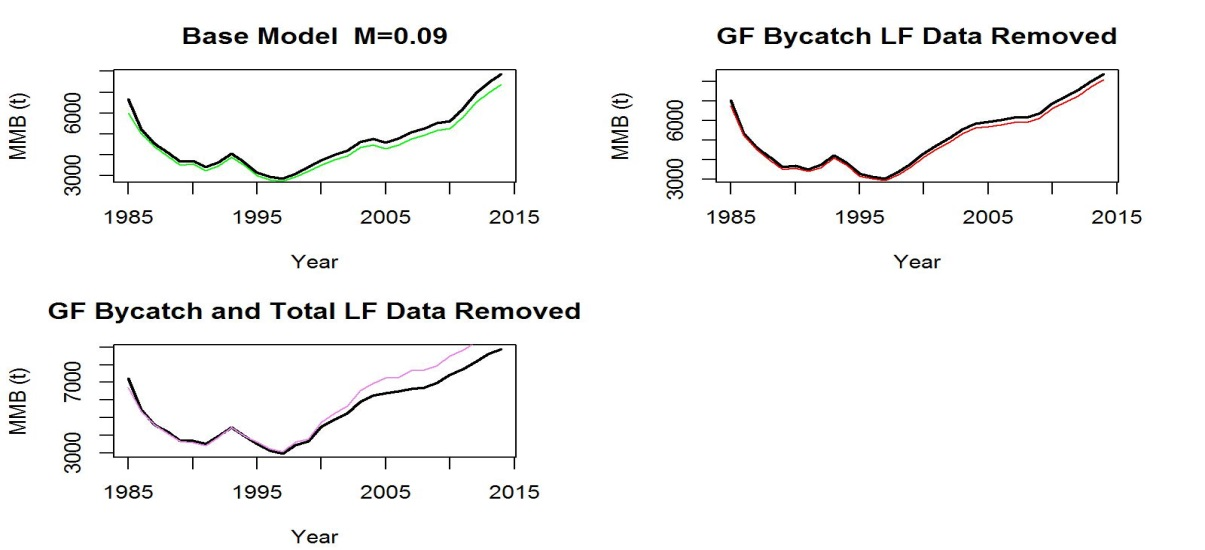 Base Model M=0.09
MMB (t)
6000
3000
1985 1995 2005 2015
Year
GF Bycatch LF Data Removed
MMB (t)
6000
3000
1985 1995 2005 2015
Year
GF Bycatch and Total LF Data Removed
MMB (t)
7000
3000
1985 1995 2005 2015
Year